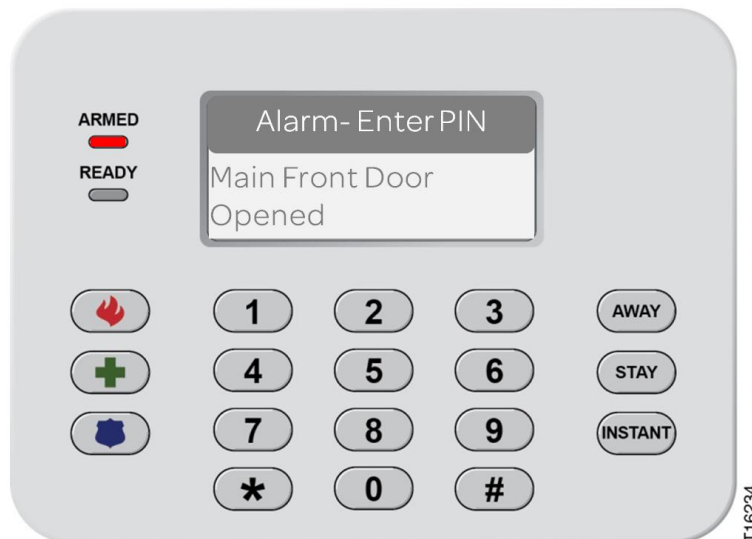 ARMED
READY
Alarm- Enter PIN
Main Front Door
Opened
1 2 3 AWAY
4 5 6 STAY
7 8 9 INSTANT
* 0 #
T16234